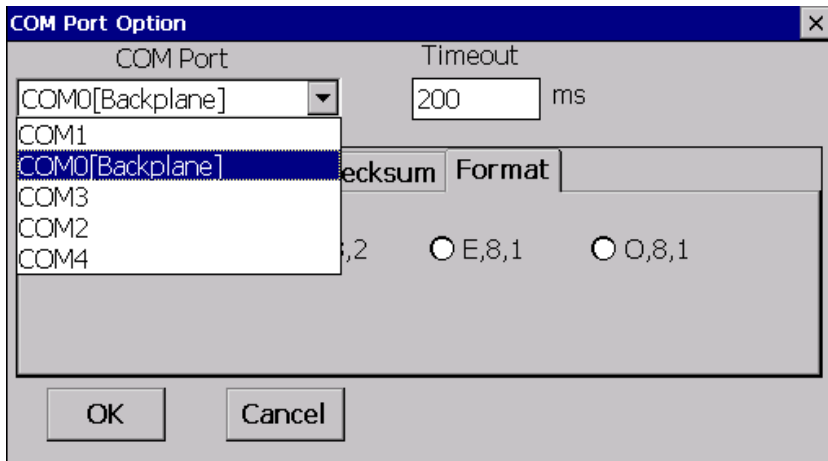 COM Port Option
COM Port Timeout
COM0[Backplane] 200 ms
COM1
COM0[Backplane]
COM3
COM2
COM4
Format
,2 E,8,1 O,8,1
OK Cancel